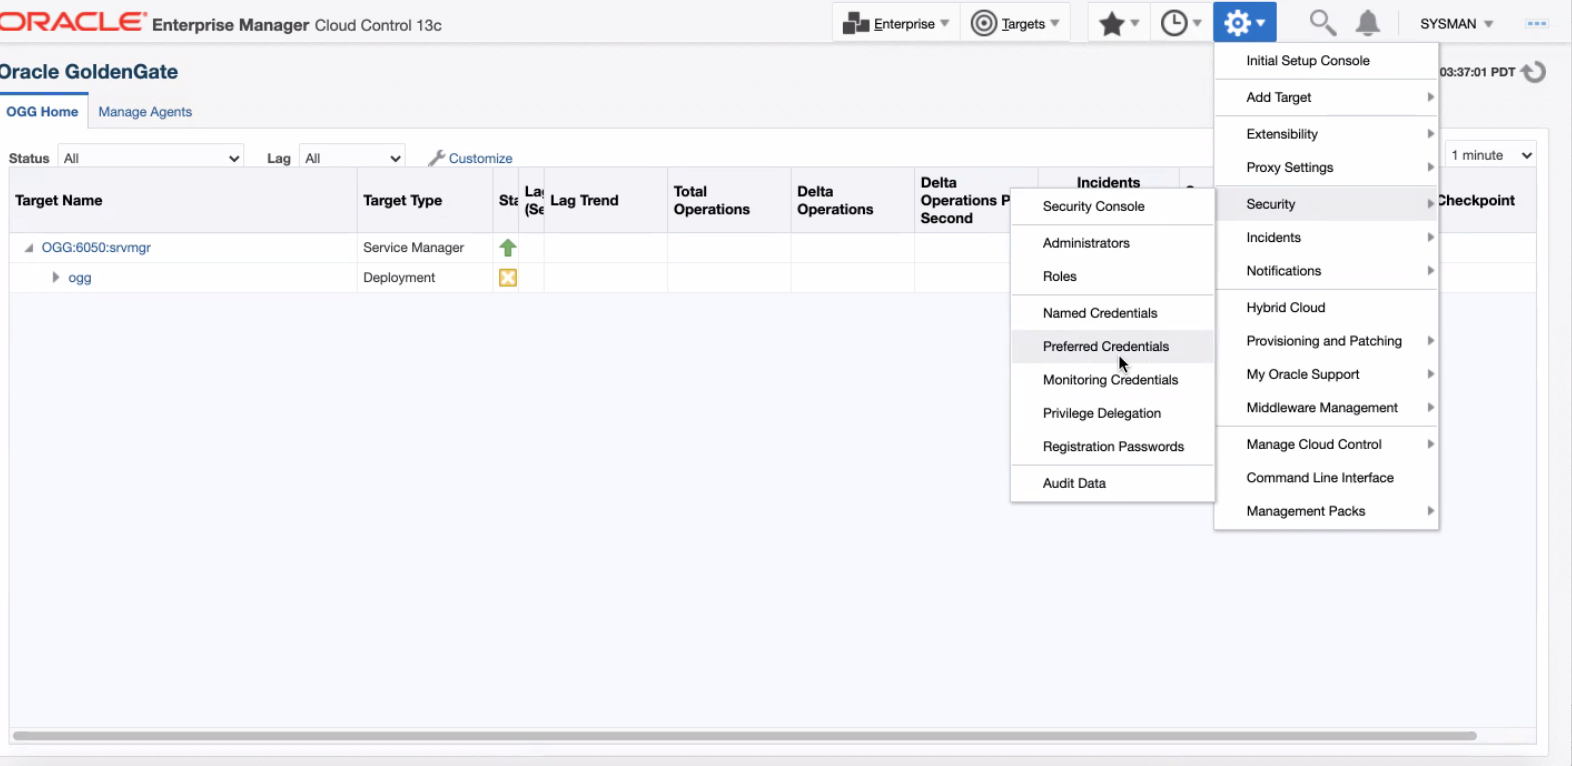 ORACLE Enterprise Manager Cloud Control 13c
Enterprise
Targets
SYSMAN
Oracle GoldenGate
03:37:01 PDT
OGG Home
Manage Agents
Status All
Lag All
Customize
1 minute
Target Name
Target Type
Sta
Lag
(Se
Lag Trend
Total
Operations
Delta
Operations
Delta
Operations P
Second
Incidents
Checkpoint
OGG:6050:srvmgr
Service Manager
ogg
Deployment
Initial Setup Console
Add Target
Extensibility
Proxy Settings
Security
Incidents
Notifications
Hybrid Cloud
Provisioning and Patching
My Oracle Support
Middleware Management
Manage Cloud Control
Command Line Interface
Management Packs
Security Console
Administrators
Roles
Named Credentials
Preferred Credentials
Monitoring Credentials
Privilege Delegation
Registration Passwords
Audit Data